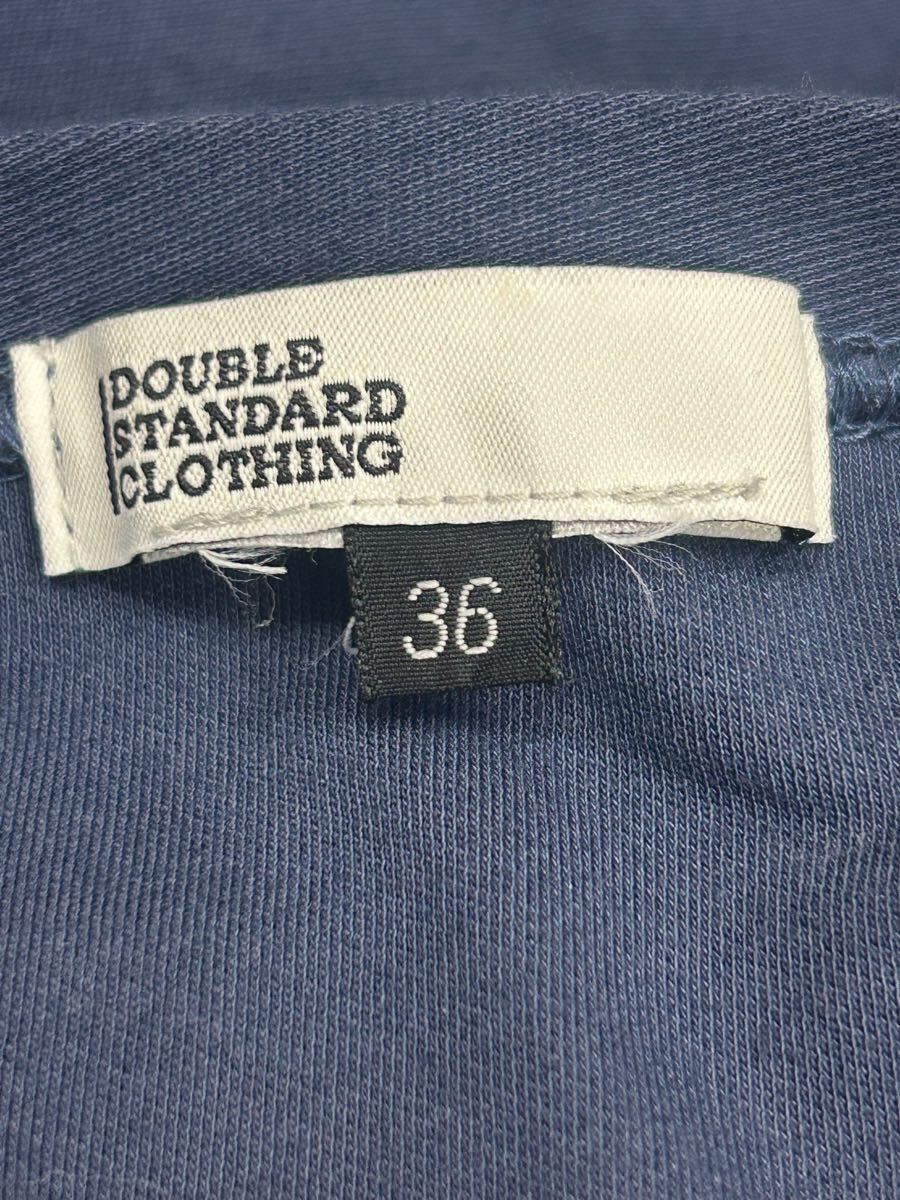 DOUBLE
STANDARD
CLOTHING
36